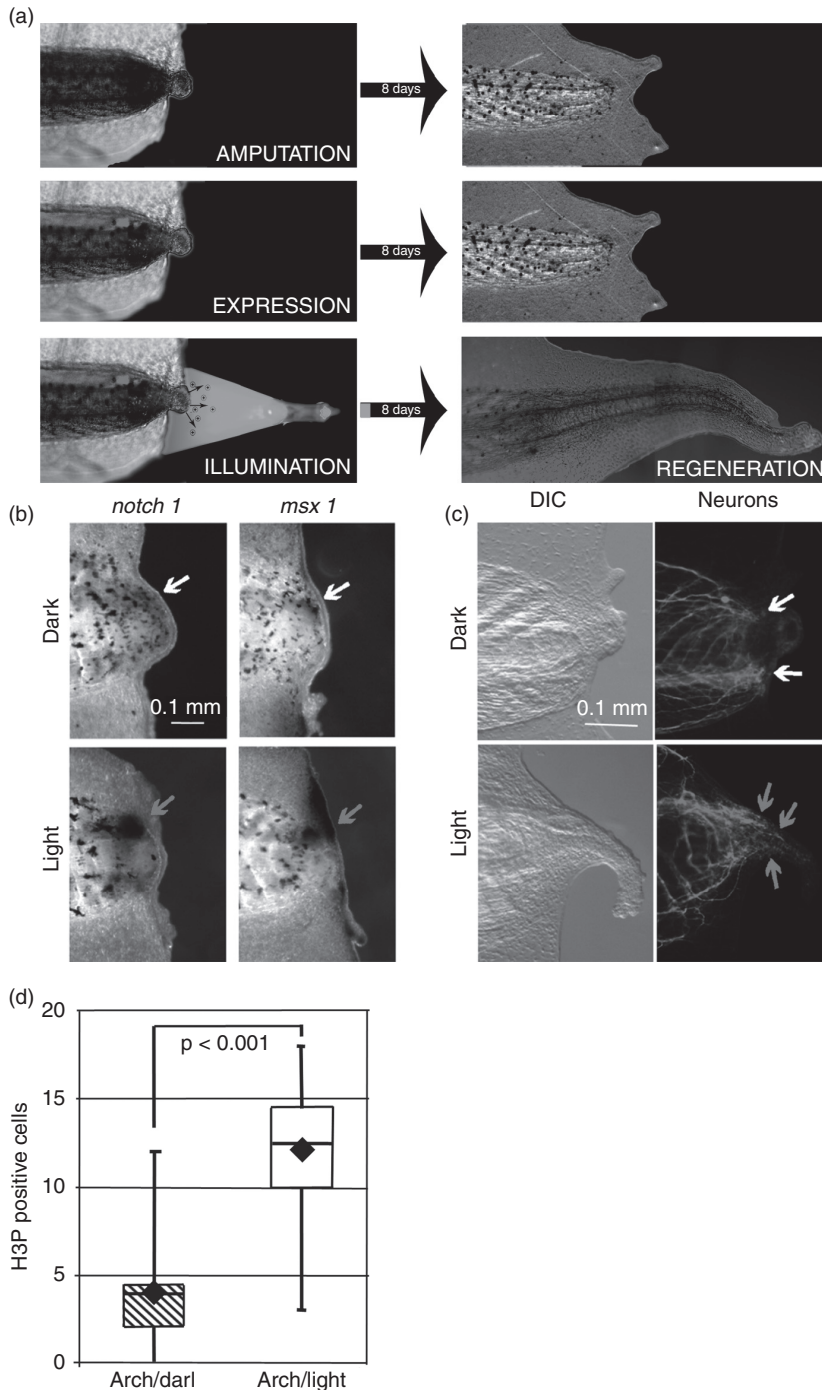 (a)
8 days
AMPUTATION
8 days
EXPRESSION
8 days
ILLUMINATION
REGENERATION
(b)
notch 1
msx 1
Dark
0.1 mm
Light
(c)
DIC
Neurons
Dark
0.1 mm
Light
(d)
20
15
10
5
0
H3P positive cells
p < 0.001
Arch/darl
Arch/light